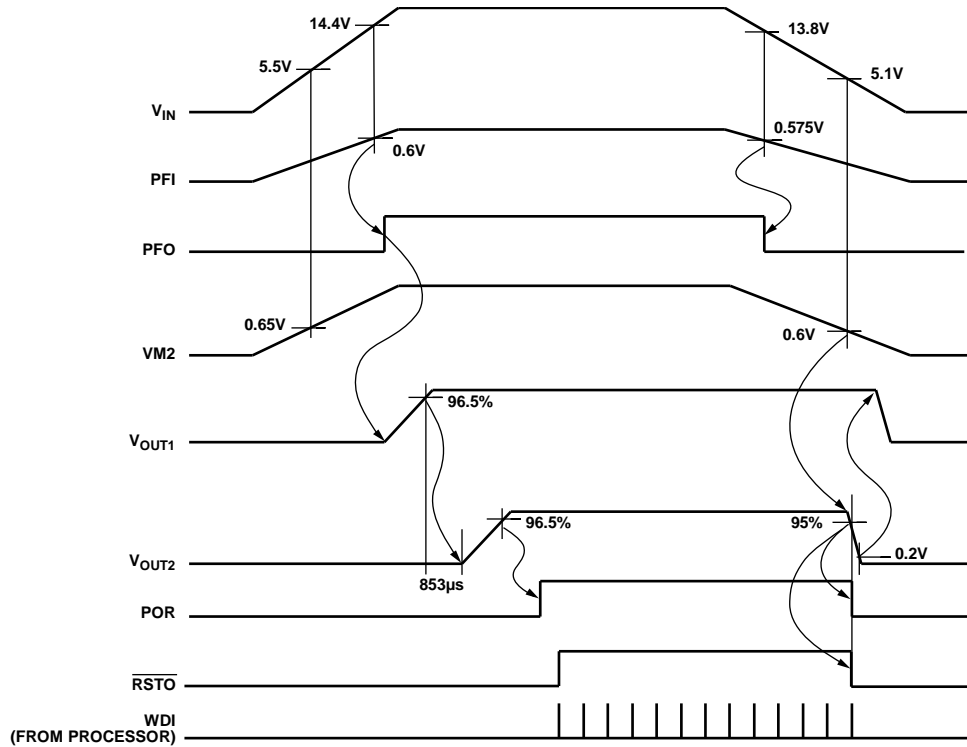 14.4V
13.8V
5.5V
5.1V
VIN
0.6V
0.575V
PFI
PFO
0.65V
0.6V
VM2
96.5%
VOUT1
96.5%
95%
0.2V
VOUT2
853µs
POR
RSTO
WDI
(FROM PROCESSOR)